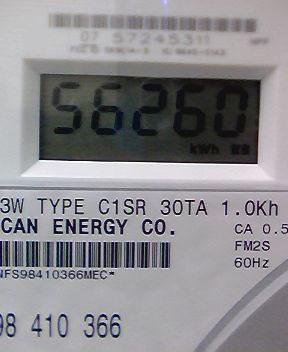 07 57245311
56260
kWh
3W TYPE C1SR 30TA 1.0Kh
CAN ENERGY CO.
CA 0.5
FM2S
60Hz
NFS98410366MEC*
98 410 366